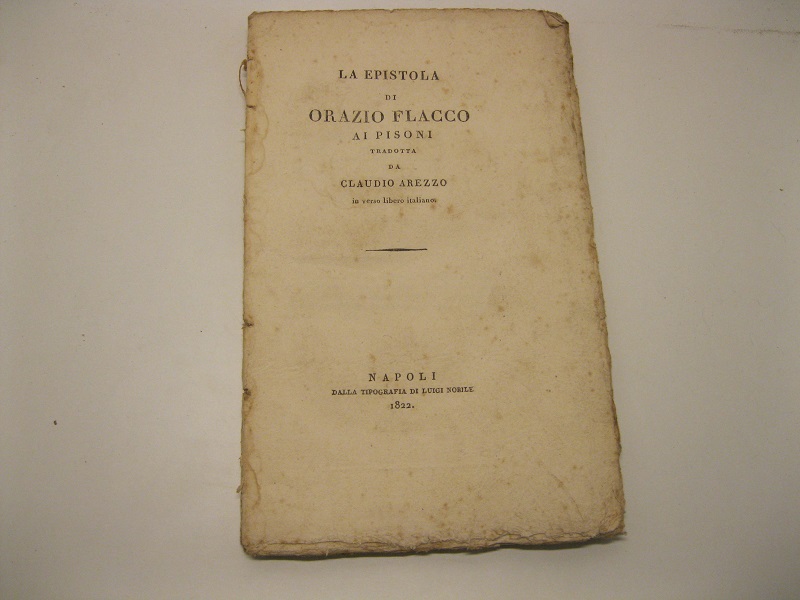 LA EPISTOLA
DI
ORAZIO FLACCO
AI PISONI
TRADOTTA
DA
CLAUDIO AREZZO
in verso libero italiano.
NAPOLI
DALLA TIPOGRAFIA DI LUIGI NOBILE
1822.